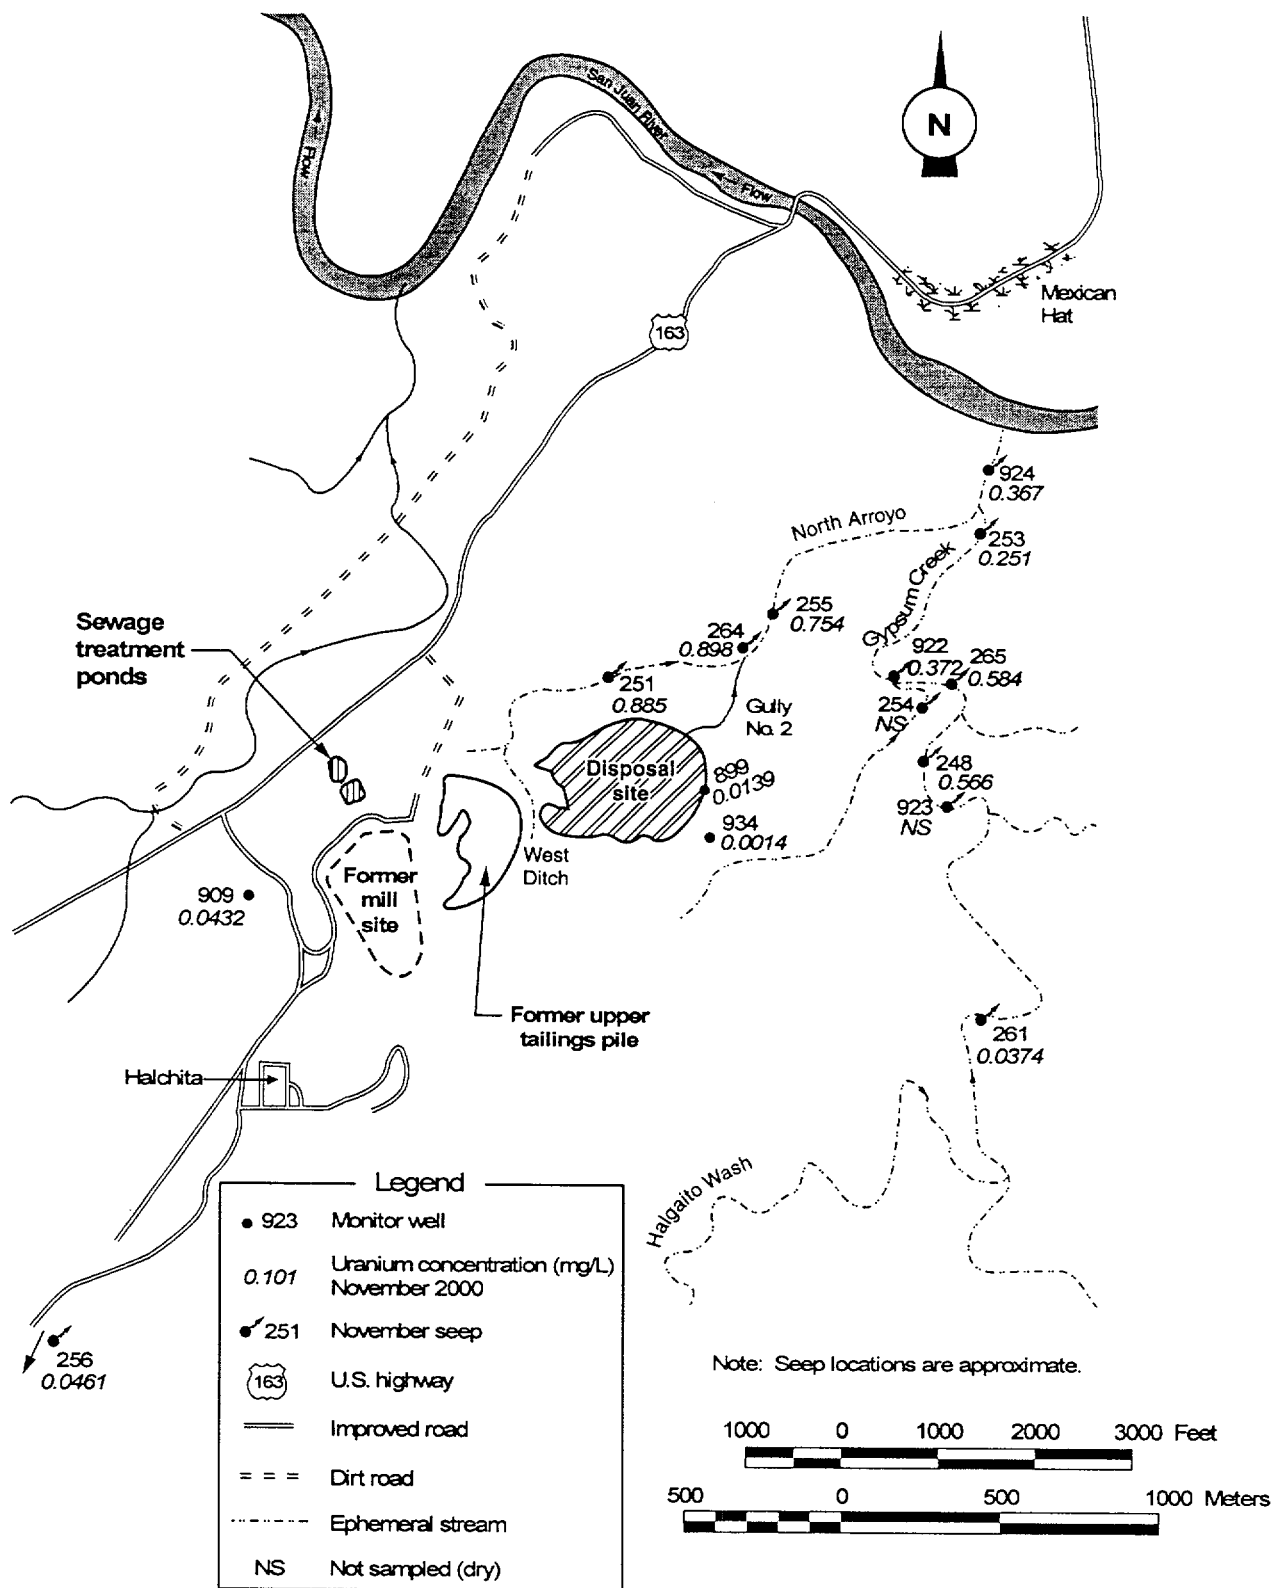 San Juan River
Flow
Flow
N
163
Mexican
Hat
924
0.367
North Arroyo
253
0.251
Gypsum Creek
Sewage
treatment
ponds
255
0.754
264
0.898
922
0.372
265
0.584
251
0.885
254
NS
Gully
No. 2
Disposal
site
899
0.0139
248
0.566
923
NS
934
0.0014
West
Ditch
Former
mill
site
909
0.0432
Former upper
tailings pile
261
0.0374
Halchita
Halgaito Wash
Legend
923 Monitor well
0.101 Uranium concentration (mg/L)
November 2000
251 November seep
163 U.S. highway
Improved road
Dirt road
Ephemeral stream
NS Not sampled (dry)
256
0.0461
Note: Seep locations are approximate.
1000 0 1000 2000 3000 Feet
500 0 500 1000 Meters